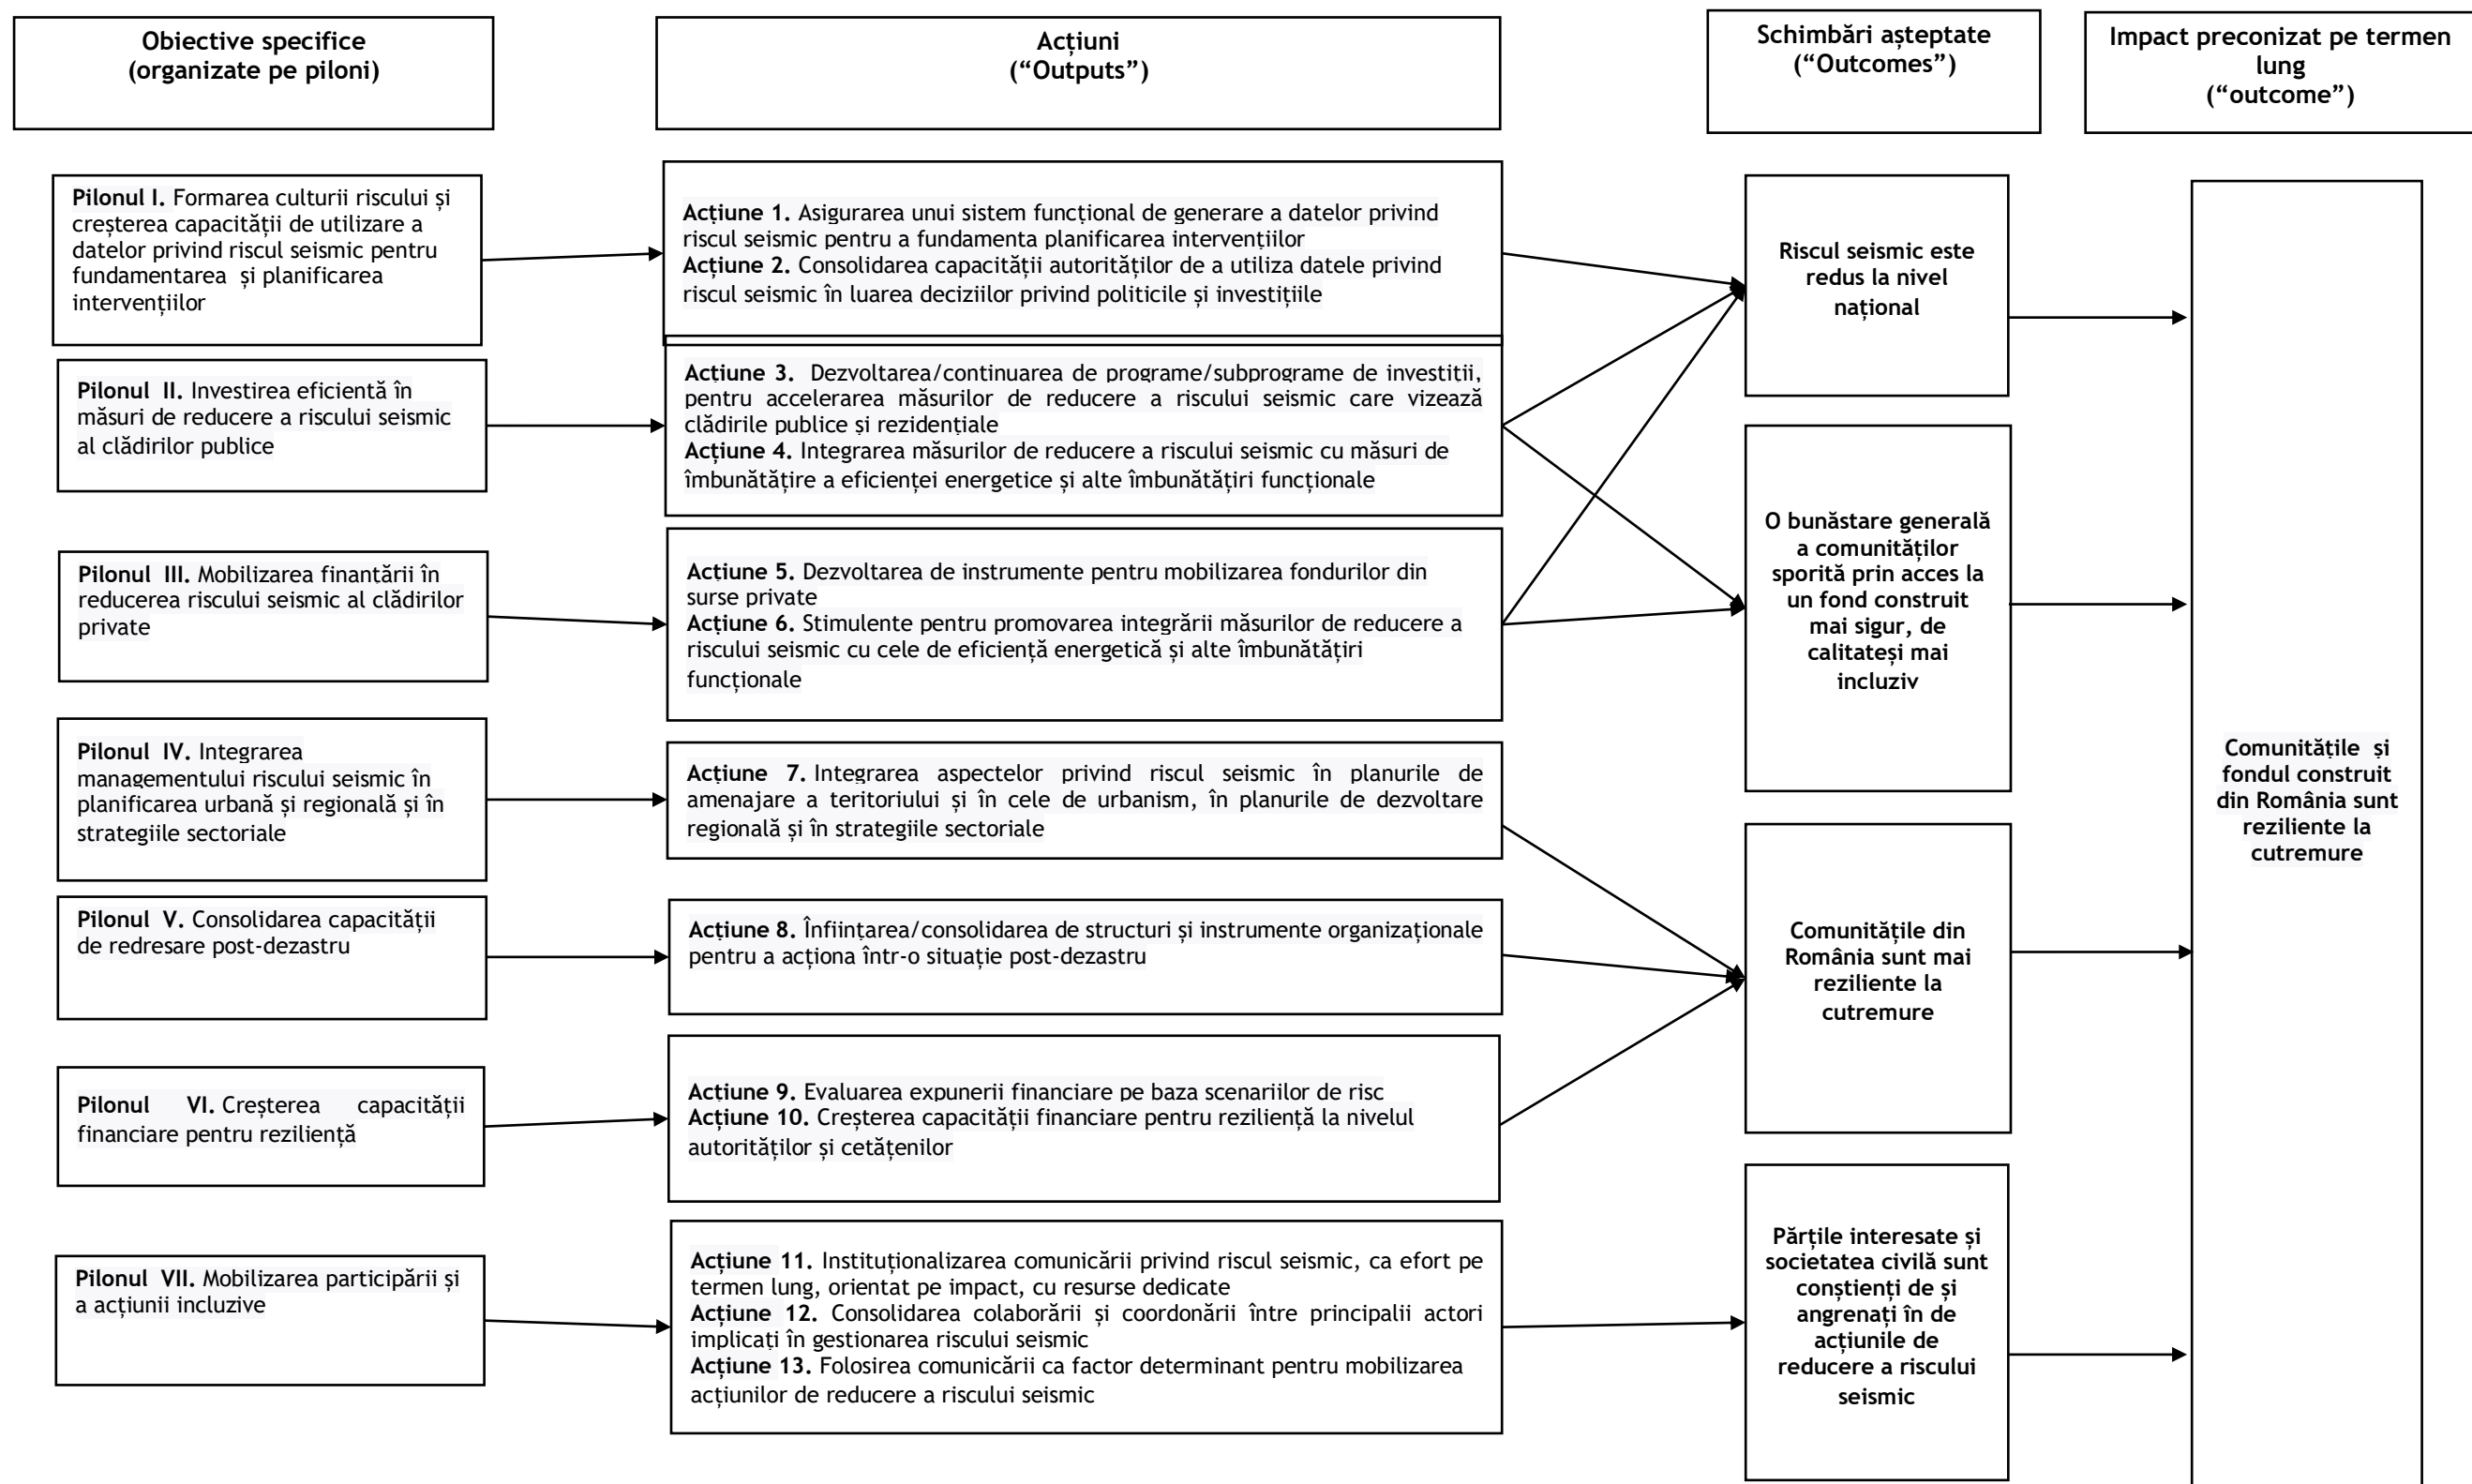 Obiective specifice
(organizate pe piloni)
Acțiuni
(“Outputs”)
Schimbări așteptate
(“Outcomes”)
Impact preconizat pe termen
lung
(“outcome”)
Pilonul I. Formarea culturii riscului și
creșterea capacității de utilizare a
datelor privind riscul seismic pentru
fundamentarea și planificarea
intervențiilor
Acțiune 1. Asigurarea unui sistem funcțional de generare a datelor privind
riscul seismic pentru a fundamenta planificarea intervențiilor
Acțiune 2. Consolidarea capacității autorităților de a utiliza datele privind
riscul seismic în luarea deciziilor privind politicile și investițiile
Pilonul II. Investirea eficientă în
măsuri de reducere a riscului seismic
al clădirilor publice
Acțiune 3. Dezvoltarea/continuarea de programe/subprograme de investiții,
pentru accelerarea măsurilor de reducere a riscului seismic care vizează
clădirile publice și rezidențiale
Acțiune 4. Integrarea măsurilor de reducere a riscului seismic cu măsuri de
îmbunătățire a eficienței energetice și alte îmbunătățiri funcționale
Pilonul III. Mobilizarea finanțării în
reducerea riscului seismic al clădirilor
private
Acțiune 5. Dezvoltarea de instrumente pentru mobilizarea fondurilor din
surse private
Acțiune 6. Stimulente pentru promovarea integrării măsurilor de reducere a
riscului seismic cu cele de eficiență energetică și alte îmbunătățiri
funcționale
Pilonul IV. Integrarea
managementului riscului seismic în
planificarea urbană și regională și în
strategiile sectoriale
Acțiune 7. Integrarea aspectelor privind riscul seismic în planurile de
amenajare a teritoriului și în cele de urbanism, în planurile de dezvoltare
regională și în strategiile sectoriale
Pilonul V. Consolidarea capacității
de redresare post-dezastru
Acțiune 8. Înființarea/consolidarea de structuri și instrumente organizaționale
pentru a acționa într-o situație post-dezastru
Pilonul VI. Creșterea capacității
financiare pentru reziliență
Acțiune 9. Evaluarea expunerii financiare pe baza scenariilor de risc
Acțiune 10. Creșterea capacității financiare pentru reziliență la nivelul
autorităților și cetățenilor
Pilonul VII. Mobilizarea participării și
a acțiunii incluzive
Acțiune 11. Instituționalizarea comunicării privind riscul seismic, ca efort pe
termen lung, orientat pe impact, cu resurse dedicate
Acțiune 12. Consolidarea colaborării și coordonării între principalii actori
implicați în gestionarea riscului seismic
Acțiune 13. Folosirea comunicării ca factor determinant pentru mobilizarea
acțiunilor de reducere a riscului seismic
Riscul seismic este
redus la nivel
național
O bunăstare generală
a comunităților
sporită prin acces la
un fond construit
mai sigur, de
calitateși mai
incluziv
Comunitățile din
România sunt mai
reziliente la
cutremure
Părțile interesate și
societatea civilă sunt
conștienți de și
angrenați în de
acțiunile de
reducere a riscului
seismic
Comunitățile și
fondul construit
din România sunt
reziliente la
cutremure